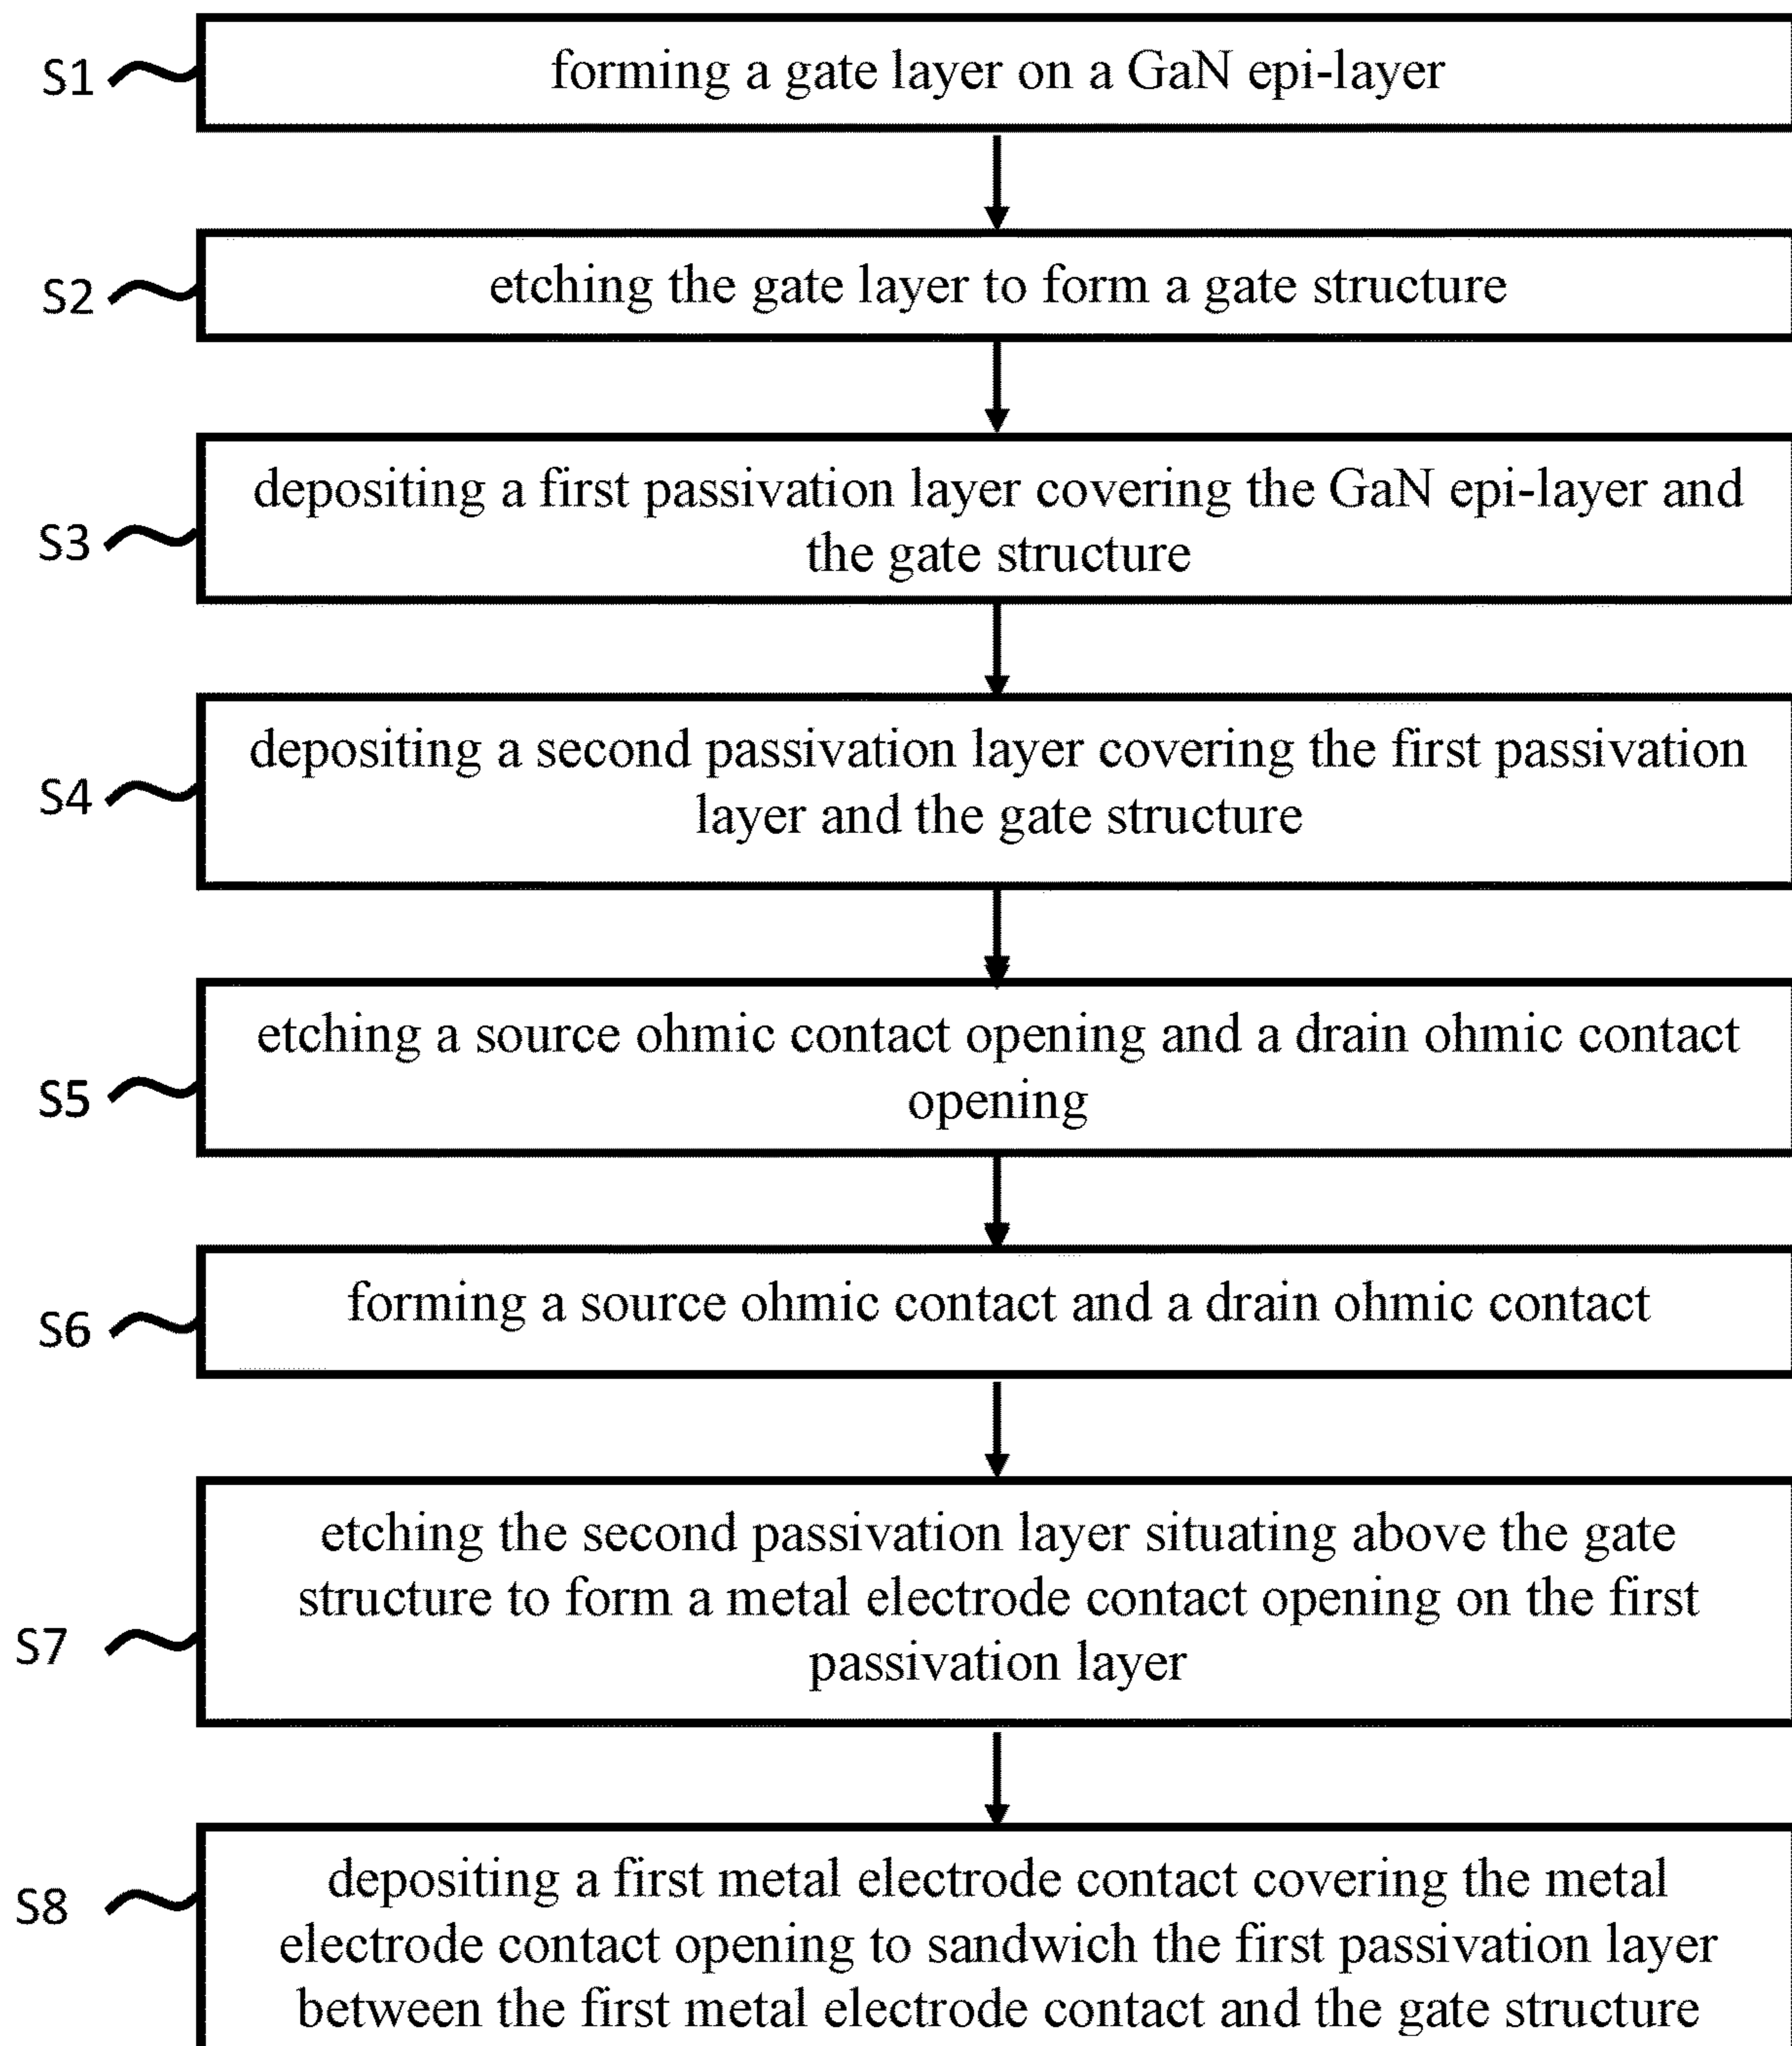 S1
forming a gate layer on a GaN epi-layer
S2
etching the gate layer to form a gate structure
S3
depositing a first passivation layer covering the GaN epi-layer and
the gate structure
S4
depositing a second passivation layer covering the first passivation
layer and the gate structure
S5
etching a source ohmic contact opening and a drain ohmic contact
opening
S6
forming a source ohmic contact and a drain ohmic contact
S7
etching the second passivation layer situating above the gate
structure to form a metal electrode contact opening on the first
passivation layer
S8
depositing a first metal electrode contact covering the metal
electrode contact opening to sandwich the first passivation layer
between the first metal electrode contact and the gate structure